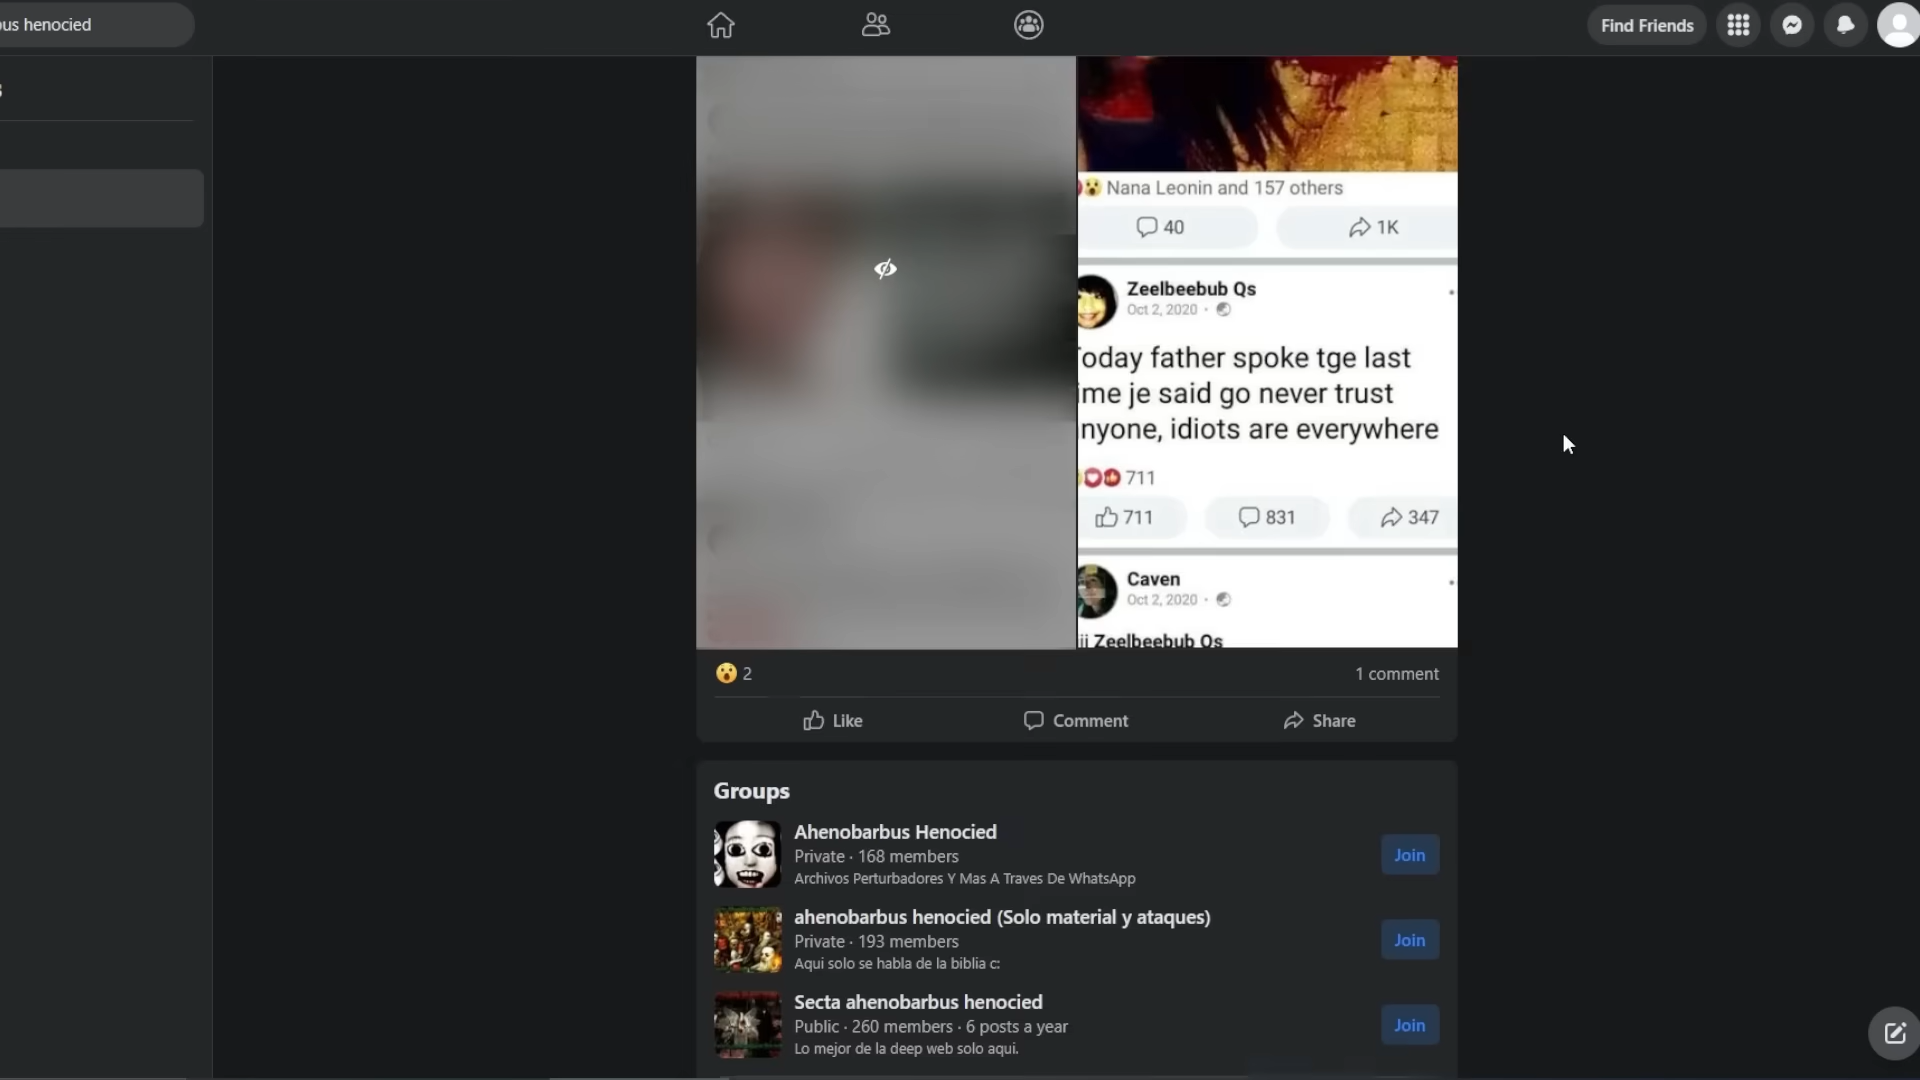 us henocied
Find Friends
Nana Leonin and 157 others
40
1K
Zeelbeebub Qs
Oct 2, 2020 ·
oday father spoke tge last
ime je said go never trust
nyone, idiots are everywhere
711
711
831
347
Caven
Oct 2, 2020 ·
Zeelbeebub Qs
2
1 comment
Like
Comment
Share
Groups
Ahenobarbus Henocied
Private · 168 members
Archivos Perturbadores Y Mas A Traves De WhatsApp
Join
ahenobarbus henocied (Solo material y ataques)
Private · 193 members
Aqui solo se habla de la biblia c:
Join
Secta ahenobarbus henocied
Public · 260 members · 6 posts a year
Lo mejor de la deep web solo aqui.
Join